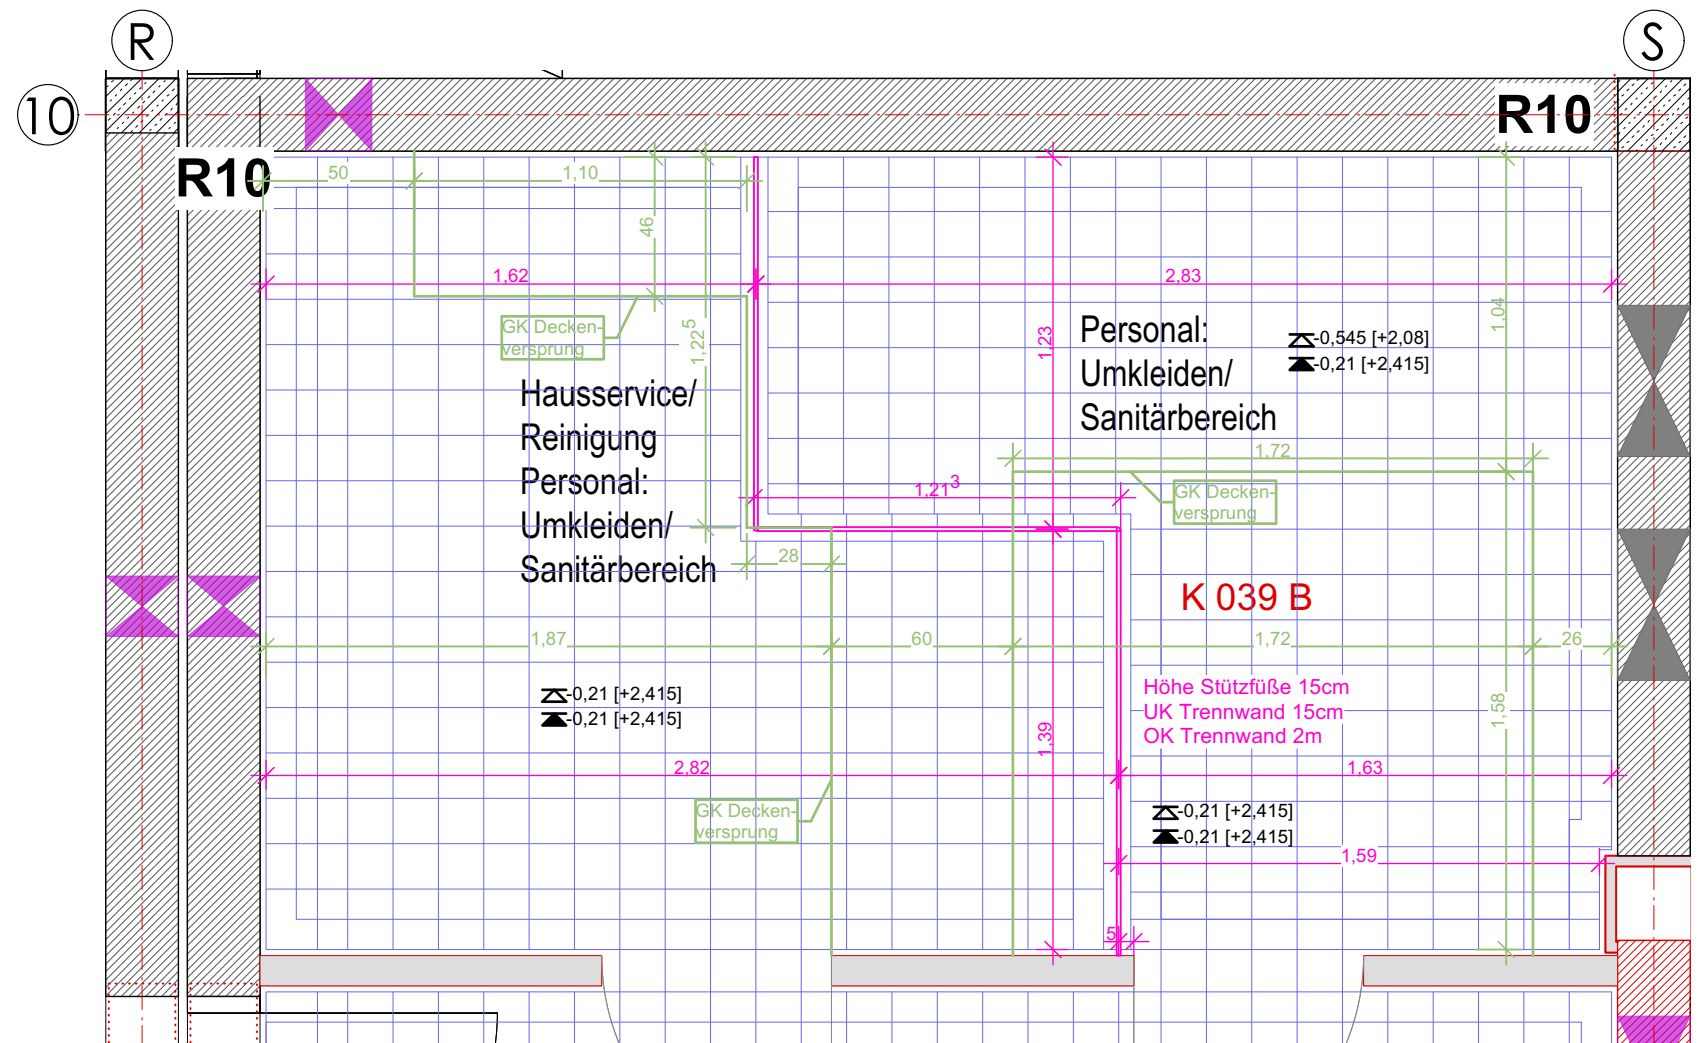 R
S
10
R10
R10
50
1,10
46
1,62
2,83
1,22⁵
1,23
1,04
GK Decken-
versprung
Hausservice/
Reinigung
Personal:
Umkleiden/
Sanitärbereich
Personal:
Umkleiden/
Sanitärbereich
-0,545 [+2,08]
-0,21 [+2,415]
1,72
1,21³
GK Decken-
versprung
28
K 039 B
1,87
60
1,72
26
-0,21 [+2,415]
-0,21 [+2,415]
Höhe Stützfüße 15cm
UK Trennwand 15cm
OK Trennwand 2m
1,39
1,58
2,82
1,63
GK Decken-
versprung
-0,21 [+2,415]
-0,21 [+2,415]
1,59
5